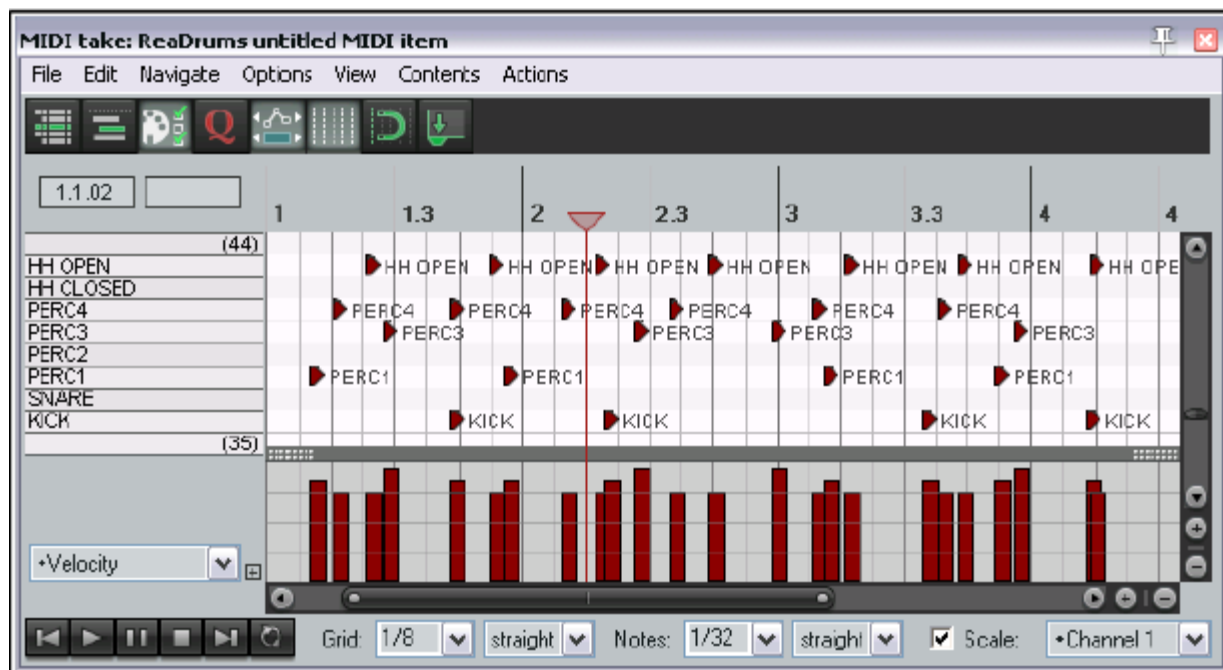 MIDI take: ReaDrums untitled MIDI item
File Edit Navigate Options View Contents Actions
Q
1.1.02
1 1.3 2 2.3 3 3.3 4 4
(44)
HH OPEN HH OPEN HH OPEN HH OPEN HH OPEN HH OPEN HH OPEN HH OPE
HH CLOSED
PERC4 PERC4 PERC4 PERC4 PERC4 PERC4 PERC4
PERC3 PERC3 PERC3 PERC3 PERC3
PERC2
PERC1 PERC1 PERC1 PERC1 PERC1
SNARE
KICK KICK KICK KICK KICK
(35)
•Velocity
Grid: 1/8 straight Notes: 1/32 straight Scale: •Channel 1